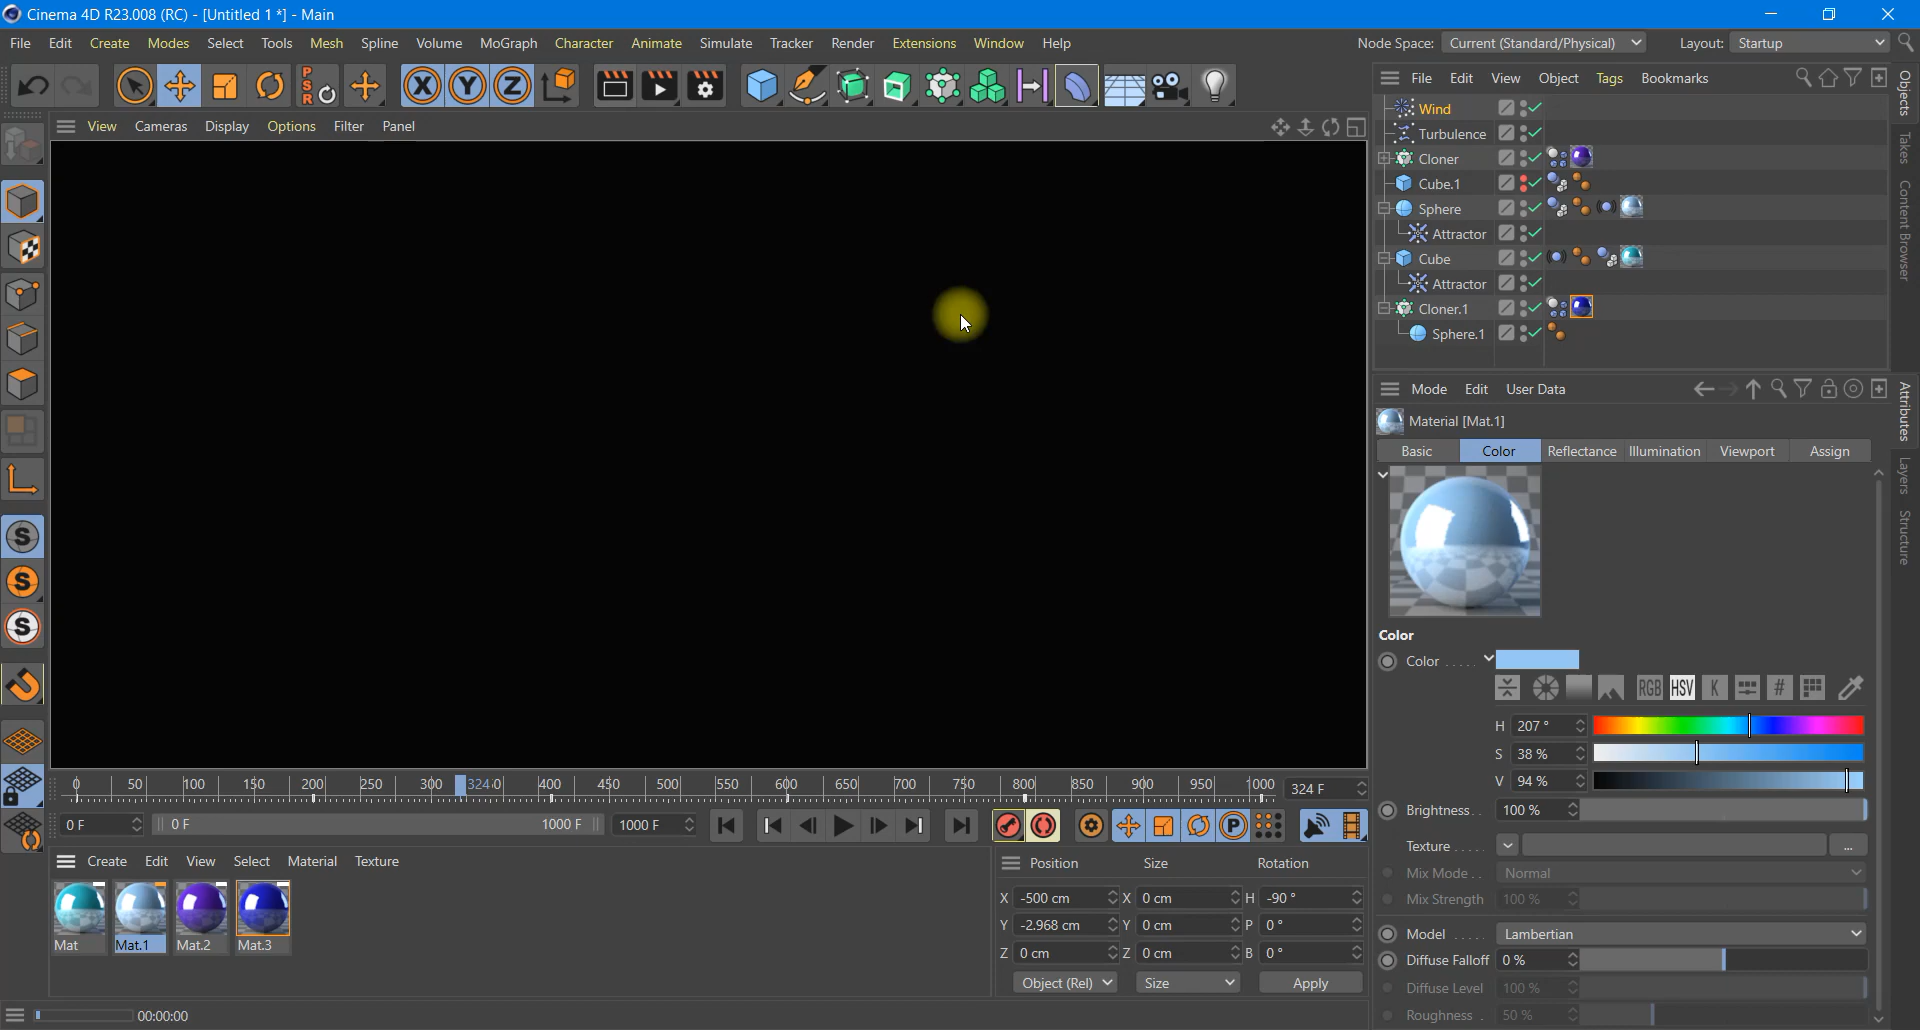 Cinema 4D R23.008 (RC) - [Untitled 1 *] - Main
File Edit Create Modes Select Tools Mesh Spline Volume MoGraph Character Animate Simulate Tracker Render Extensions Window Help
Node Space: Current (Standard/Physical) Layout: Startup
PSR X Y Z
File Edit View Object Tags Bookmarks
View Cameras Display Options Filter Panel
Wind
Turbulence
Cloner
Cube.1
Sphere
Attractor
Cube
Attractor
Cloner.1
Sphere.1
Objects
Takes
Content Browser
Mode Edit User Data
Material [Mat.1]
Basic Color Reflectance Illumination Viewport Assign
Attributes
Layers
Structure
Color
Color . . . . .
RGB HSV K #
H 207 °
S 38 %
V 94 %
Brightness . 100 %
Texture . . . . . ...
Mix Mode . . Normal
Mix Strength 100 %
Model . . . . . Lambertian
Diffuse Falloff 0 %
Diffuse Level 100 %
Roughness . 50 %
S
S
S
0 50 100 150 200 250 300 324 0 400 450 500 550 600 650 700 750 800 850 900 950 1000 324 F
0 F 0 F 1000 F 1000 F
P
Create Edit View Select Material Texture
Mat Mat.1 Mat.2 Mat.3
Position Size Rotation
X -500 cm X 0 cm H -90 °
Y -2.968 cm Y 0 cm P 0 °
Z 0 cm Z 0 cm B 0 °
Object (Rel) Size Apply
00:00:00